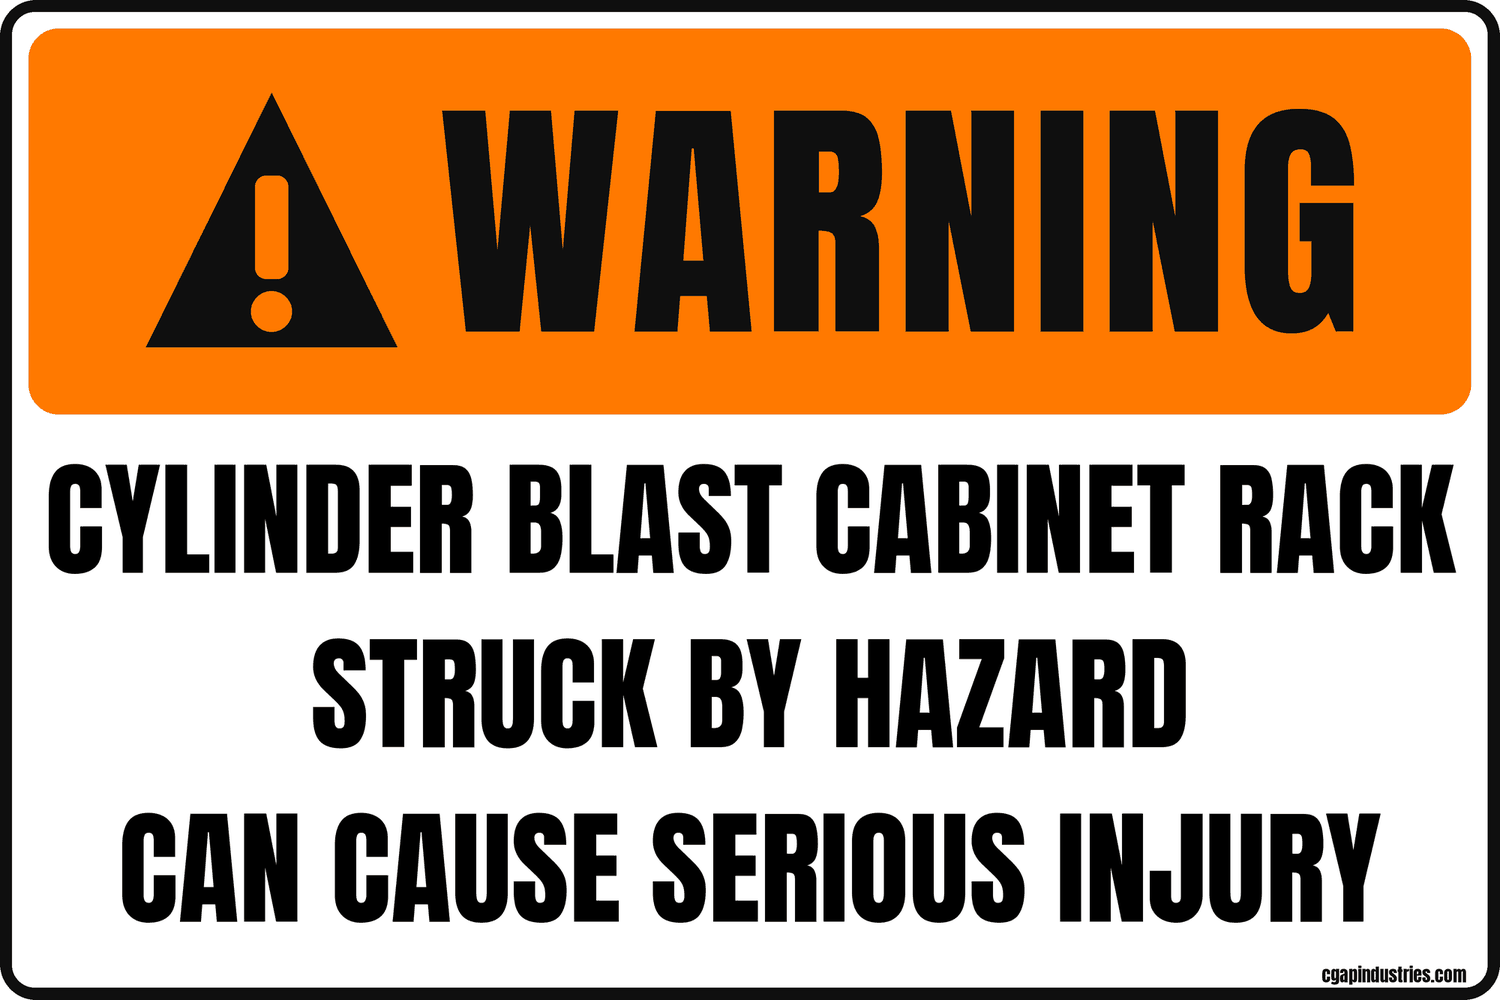 WARNING
CYLINDER BLAST CABINET RACK
STRUCK BY HAZARD
CAN CAUSE SERIOUS INJURY
cgapindustries.com